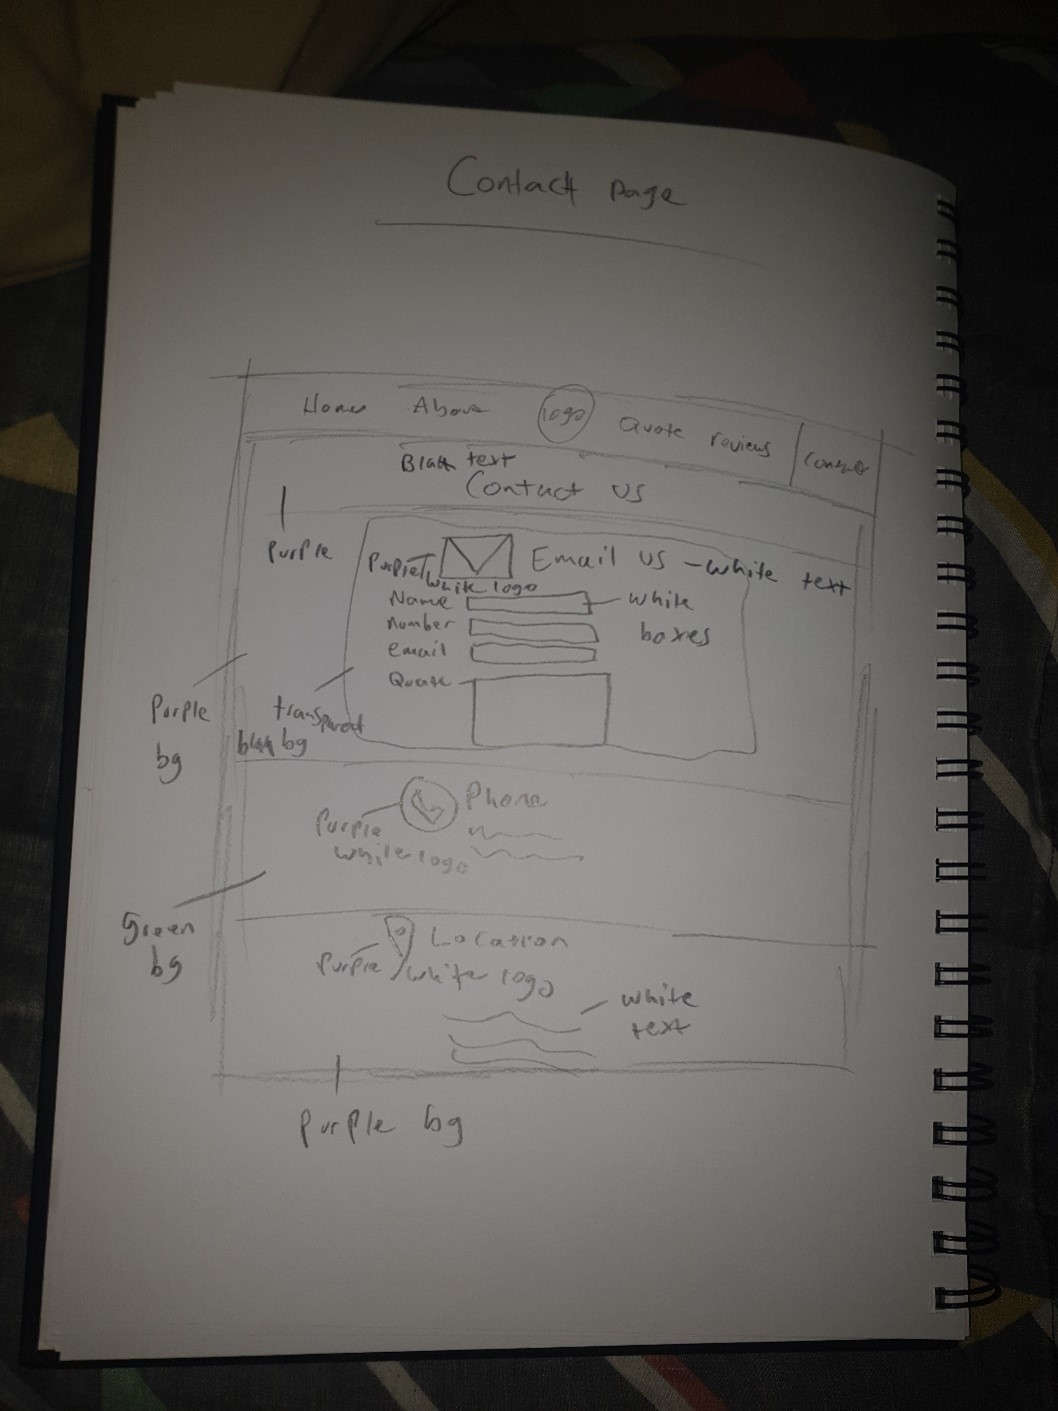 Contact page
Home About logo Quote reviews Contact
Black text
Contact us
Purple
Purple Email us - white text
white logo
Name white
number boxes
email
Quote
Purple
bg
transparent
black bg
Phone
Purple
white logo
Green
bg
Location
Purple white logo
white
text
Purple bg